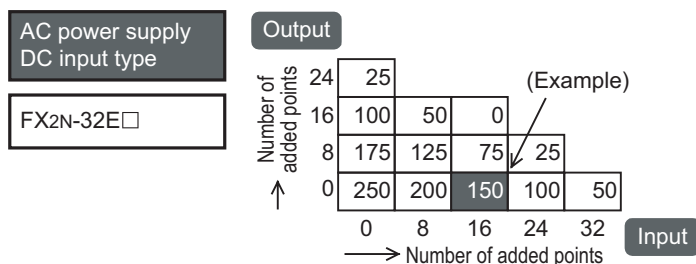 AC power supply
DC input type
FX2N-32E□
Output
Number of
added points
24 25
16 100 50 0
8 175 125 75 25
0 250 200 150 100 50
(Example)
0 8 16 24 32
Input
Number of added points